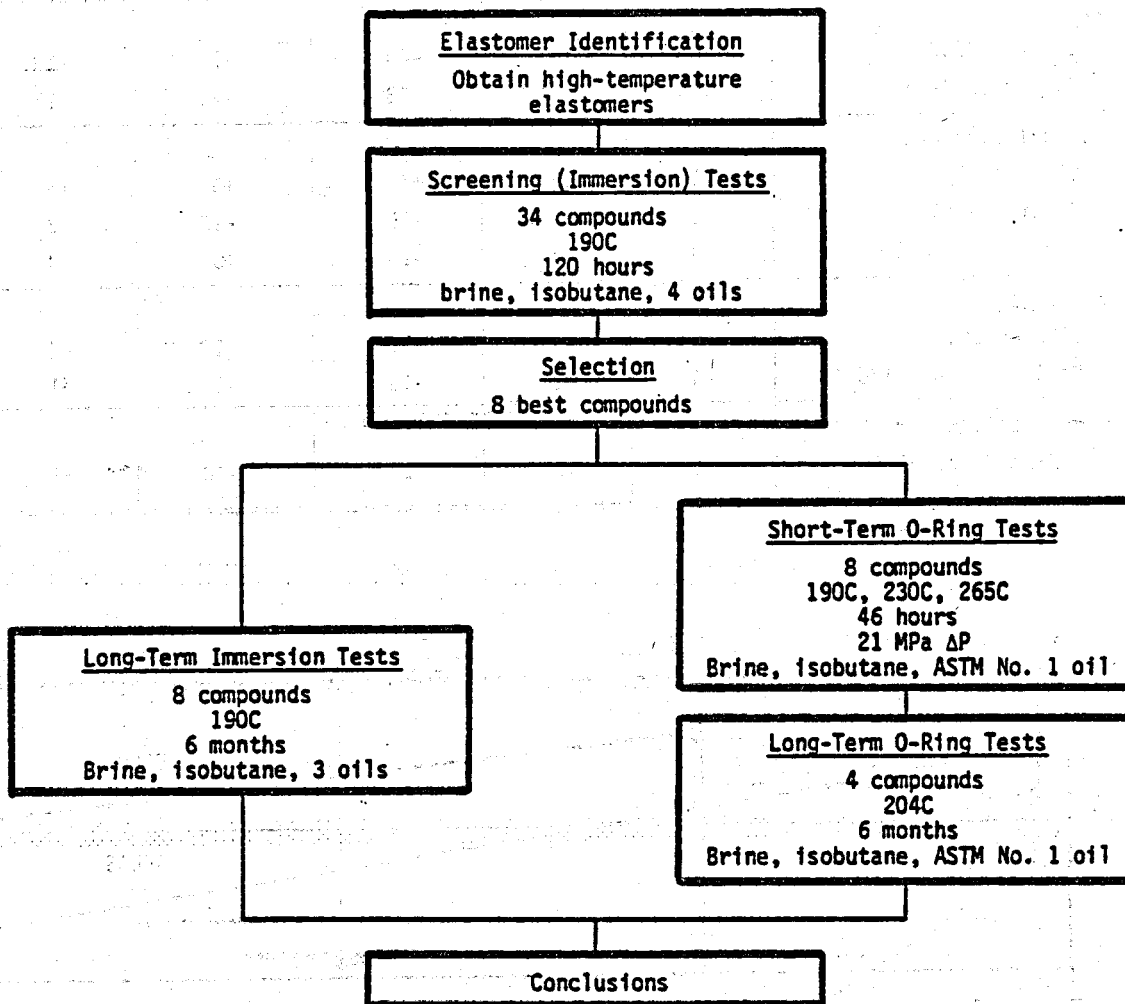 Elastomer Identification
Obtain high-temperature
elastomers
Screening (Immersion) Tests
34 compounds
190C
120 hours
brine, isobutane, 4 oils
Selection
8 best compounds
Short-Term O-Ring Tests
8 compounds
190C, 230C, 265C
46 hours
21 MPa ΔP
Brine, isobutane, ASTM No. 1 oil
Long-Term Immersion Tests
8 compounds
190C
6 months
Brine, isobutane, 3 oils
Long-Term O-Ring Tests
4 compounds
204C
6 months
Brine, isobutane, ASTM No. 1 oil
Conclusions